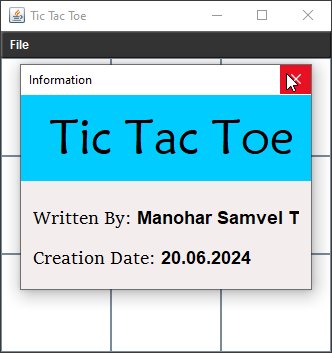 Tic Tac Toe
File
Information
Tic Tac Toe
Written By: Manohar Samvel T
Creation Date: 20.06.2024